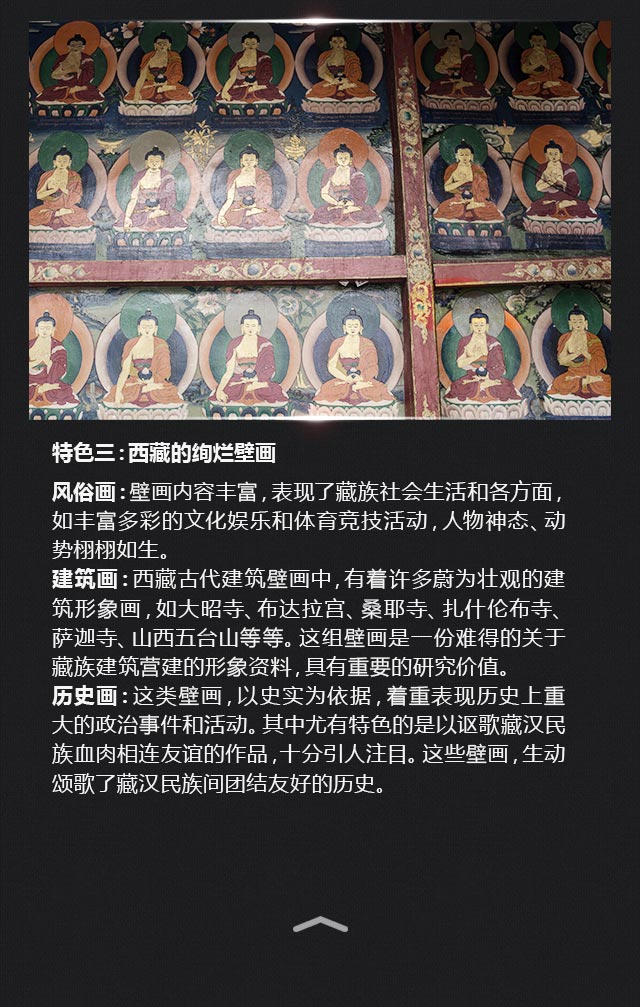 特色三：西藏的绚烂壁画
风俗画：壁画内容丰富，表现了藏族社会生活和各方面，
如丰富多彩的文化娱乐和体育竞技活动，人物神态、动
势栩栩如生。
建筑画：西藏古代建筑壁画中，有着许多蔚为壮观的建
筑形象画，如大昭寺、布达拉宫、桑耶寺、扎什伦布寺、
萨迦寺、山西五台山等等。这组壁画是一份难得的关于
藏族建筑营建的形象资料，具有重要的研究价值。
历史画：这类壁画，以史实为依据，着重表现历史上重
大的政治事件和活动。其中尤有特色的是以讴歌藏汉民
族血肉相连友谊的作品，十分引人注目。这些壁画，生动
颂歌了藏汉民族间团结友好的历史。